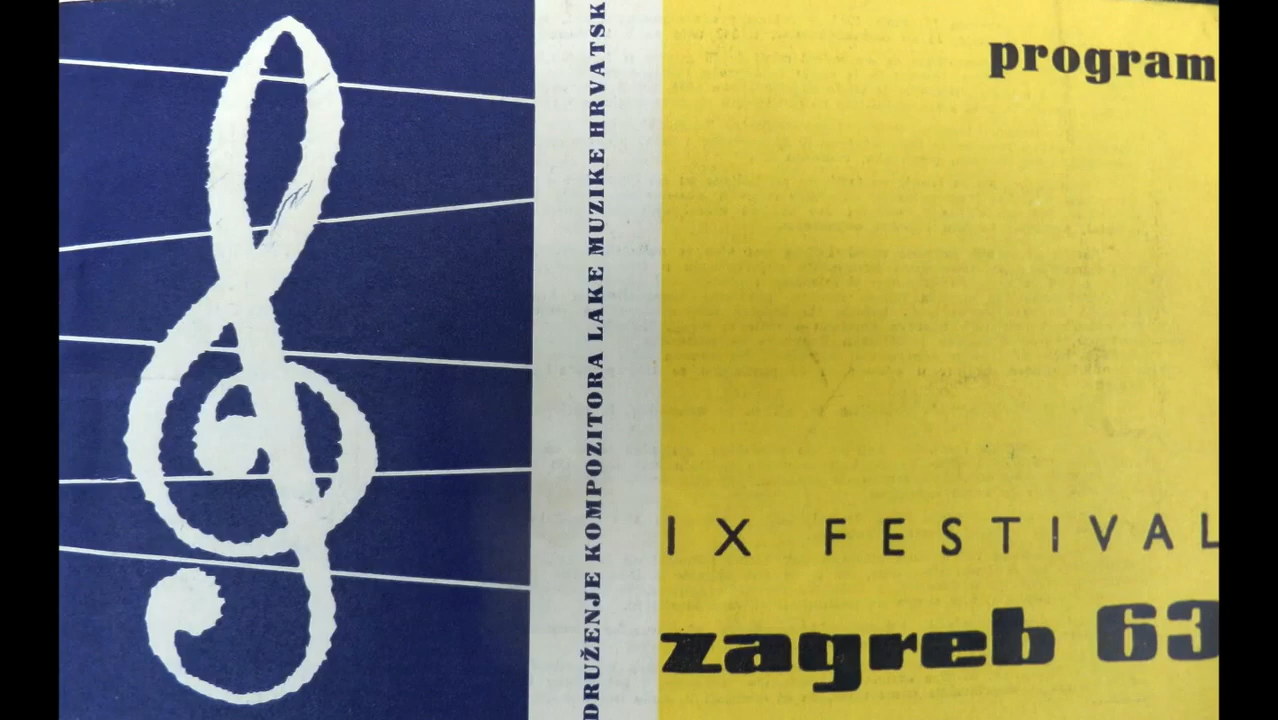 DRUŽENJE KOMPOZITORA LAKE MUZIKE HRVATSK
program
IX FESTIVAL
zagreb 63